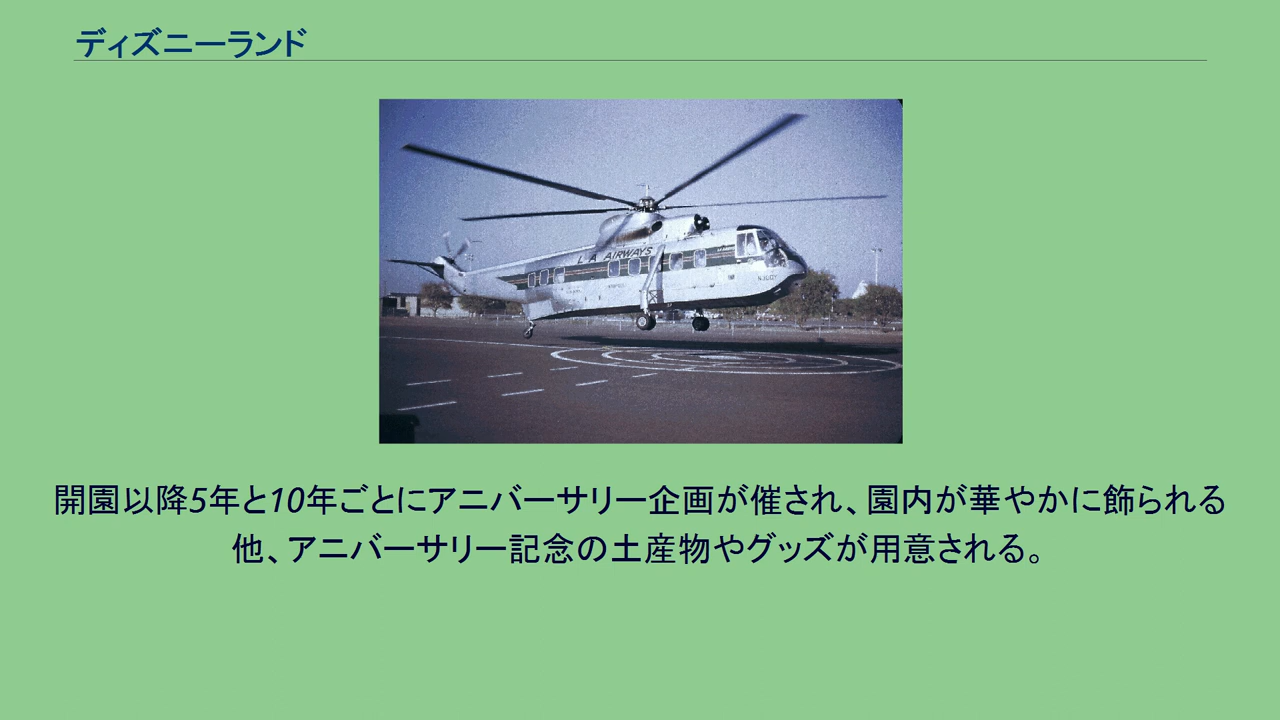 ディズニーランド
L A AIRWAYS
開園以降5年と10年ごとにアニバーサリー企画が催され、園内が華やかに飾られる
他、アニバーサリー記念の土産物やグッズが用意される。